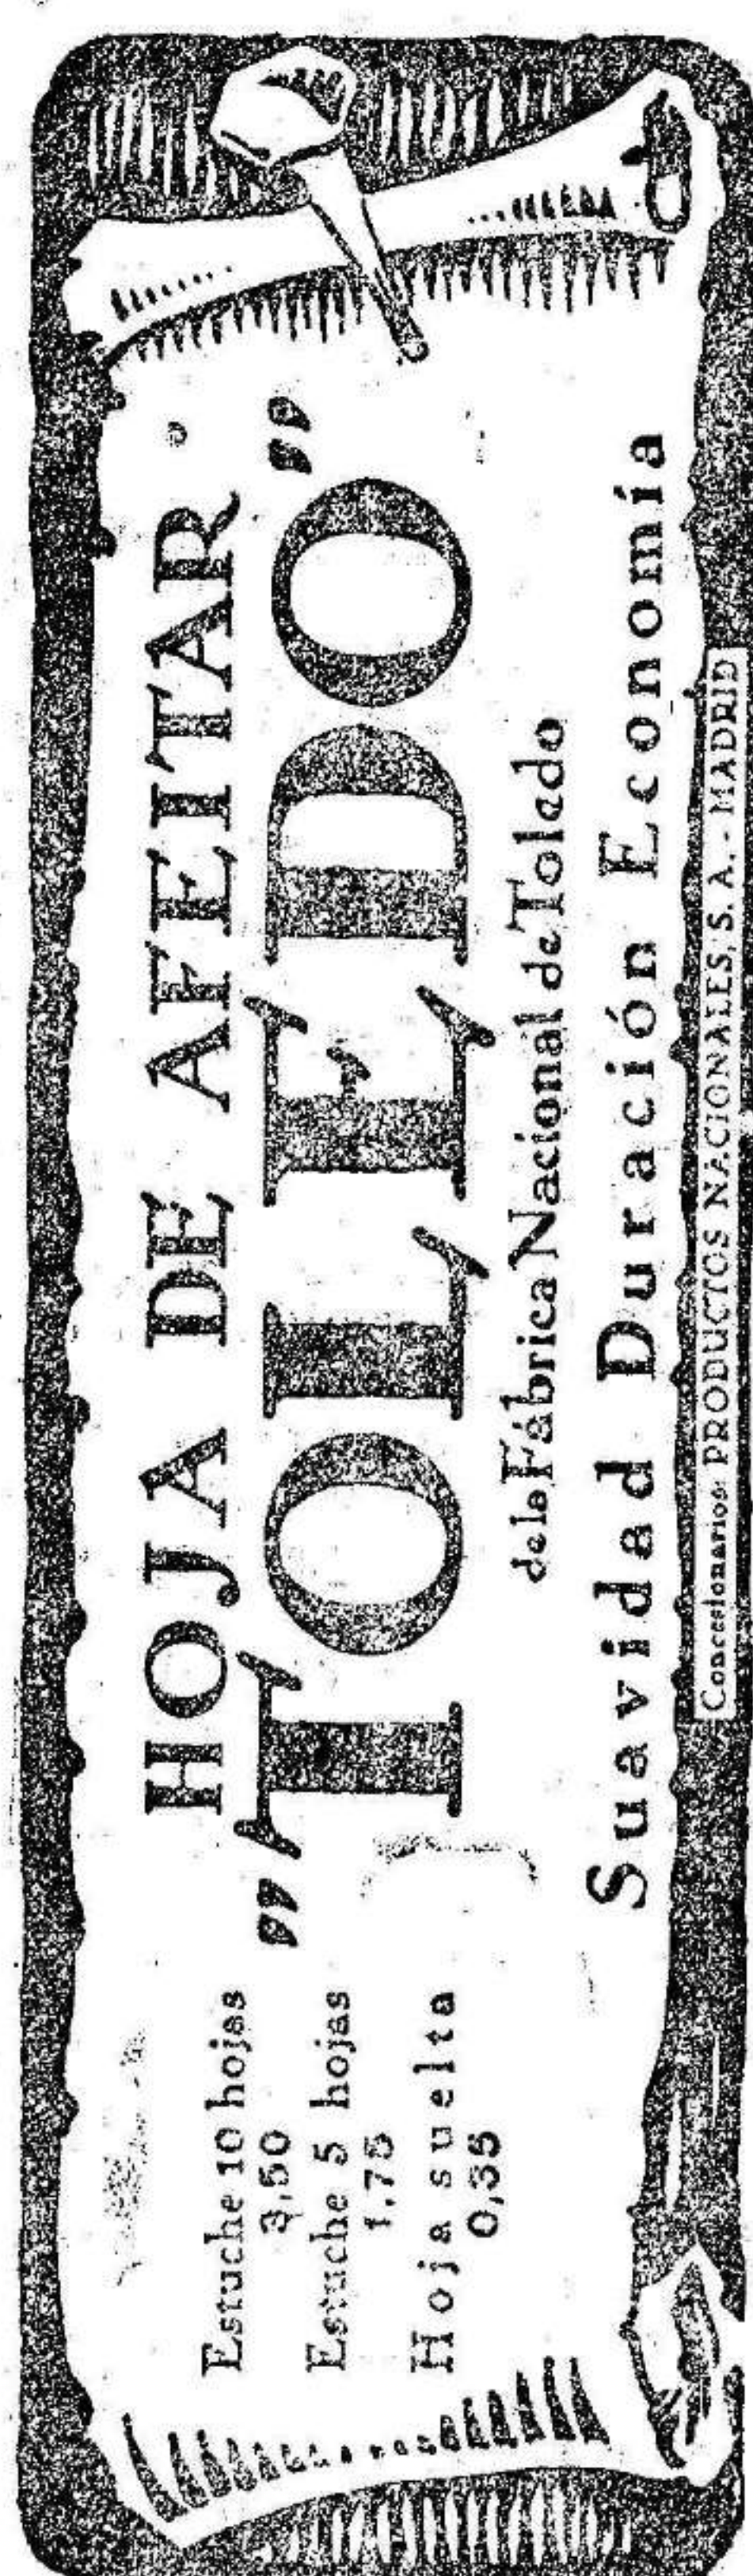 Estuche 10 hojas
3,50
Estuche 5 hojas
1,75
Hoja suelta
0,35
HOJA DE AFEITAR
"TOLEDO"
de la Fábrica Nacional de Toledo
Suavidad Duración Economía
Concesionarios: PRODUCTOS NACIONALES, S. A. - MADRID